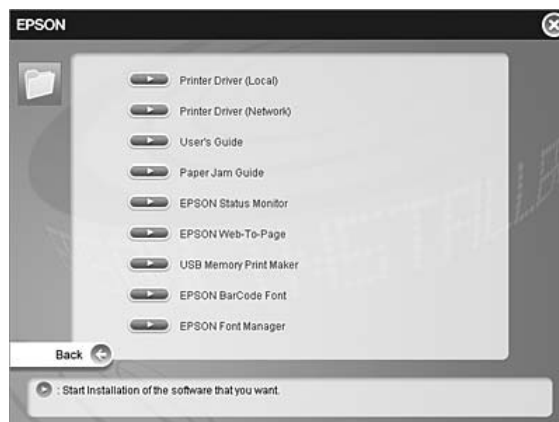 EPSON
Printer Driver (Local)
Printer Driver (Network)
User's Guide
Paper Jam Guide
EPSON Status Monitor
EPSON Web-To-Page
USB Memory Print Maker
EPSON BarCode Font
EPSON Font Manager
Back
: Start Installation of the software that you want.